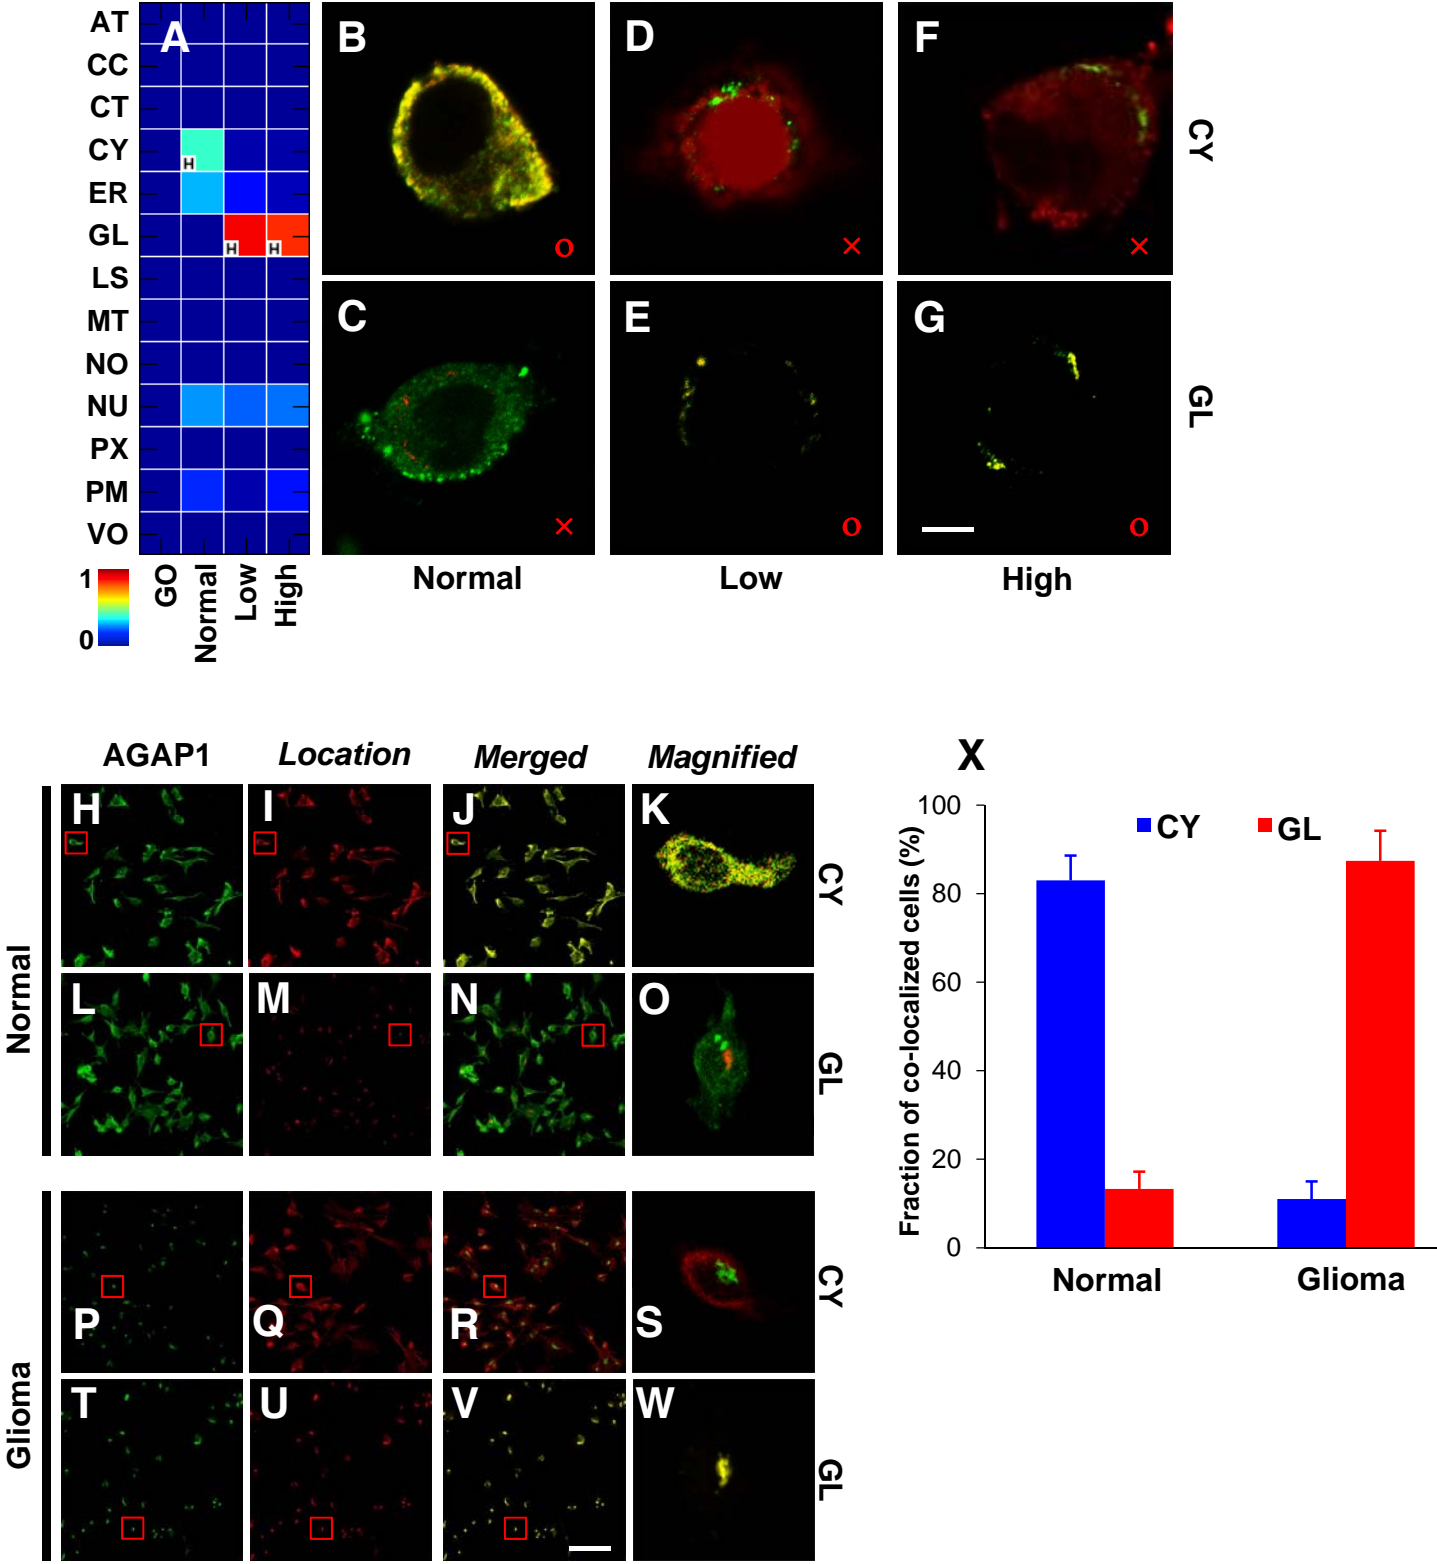 A
AT
CC
CT
CY
H
ER
GL
H H
LS
MT
NO
NU
PX
PM
VO
1
0
GO
Normal
Low
High
B
D
F
CY
O
×
×
C
E
G
GL
×
O
O
Normal
Low
High
AGAP1
Location
Merged
Magnified
Normal
H
I
J
K
CY
L
M
N
O
GL
Glioma
P
Q
R
S
CY
T
U
V
W
GL
X
Fraction of co-localized cells (%)
100
80
60
40
20
0
CY
GL
Normal
Glioma